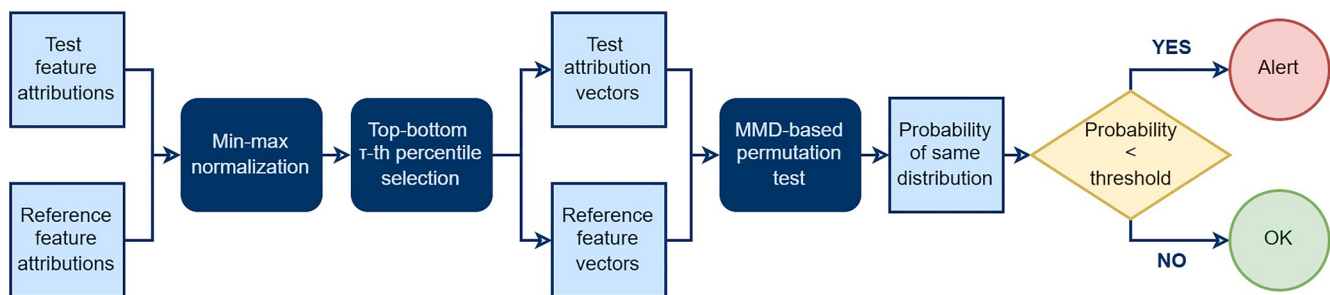 Test
feature
attributions
Reference
feature
attributions
Min-max
normalization
Top-bottom
τ-th percentile
selection
Test
attribution
vectors
Reference
feature
vectors
MMD-based
permutation
test
Probability
of same
distribution
Probability
<
threshold
YES
Alert
NO
OK